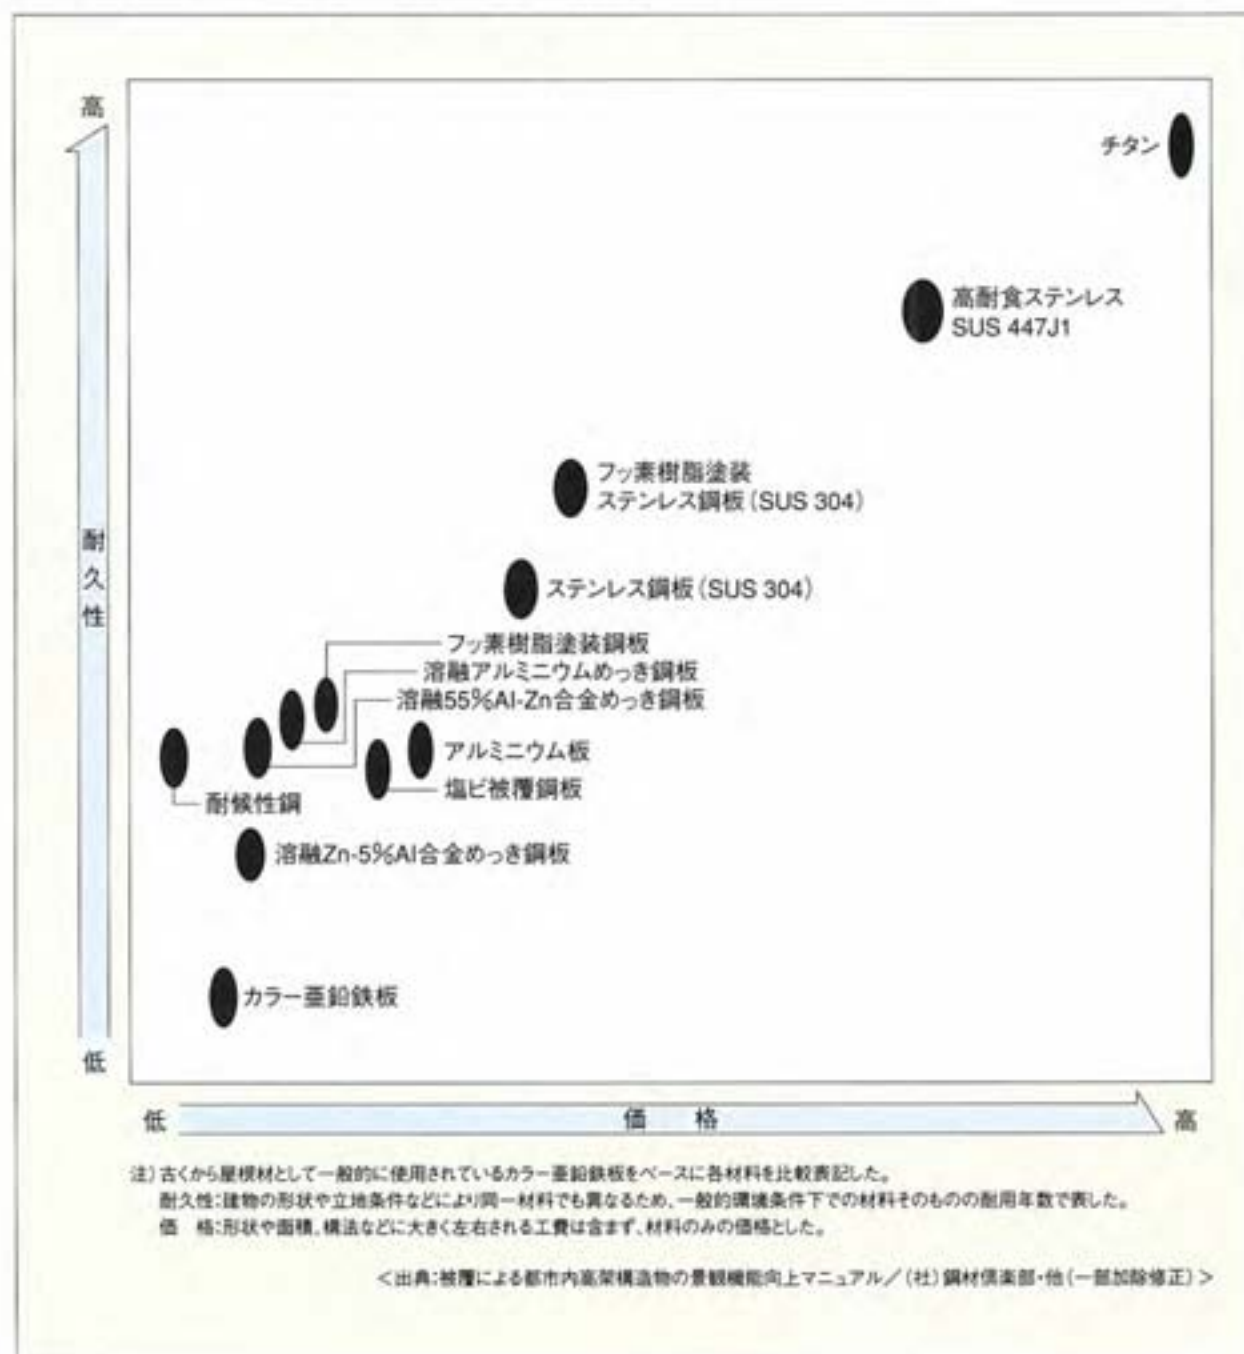 高
チタン
高耐食ステンレス
SUS 447J1
フッ素樹脂塗装
ステンレス鋼板(SUS 304)
耐久性
ステンレス鋼板(SUS 304)
フッ素樹脂塗装鋼板
溶融アルミニウムめっき鋼板
溶融55%Al-Zn合金めっき鋼板
アルミニウム板
塩ビ被覆鋼板
耐候性鋼
溶融Zn-5%Al合金めっき鋼板
カラー亜鉛鉄板
低
低 価 格 高
注)古くから屋根材として一般的に使用されているカラー亜鉛鉄板をベースに各材料を比較表記した。
耐久性:建物の形状や立地条件などにより同一材料でも異なるため、一般的環境条件下での材料そのものの耐用年数で表した。
価 格:形状や面積、構法などに大きく左右される工費は含まず、材料のみの価格とした。
<出典:被覆による都市内高架構造物の景観機能向上マニュアル/(社)鋼材倶楽部・他(一部加除修正)>